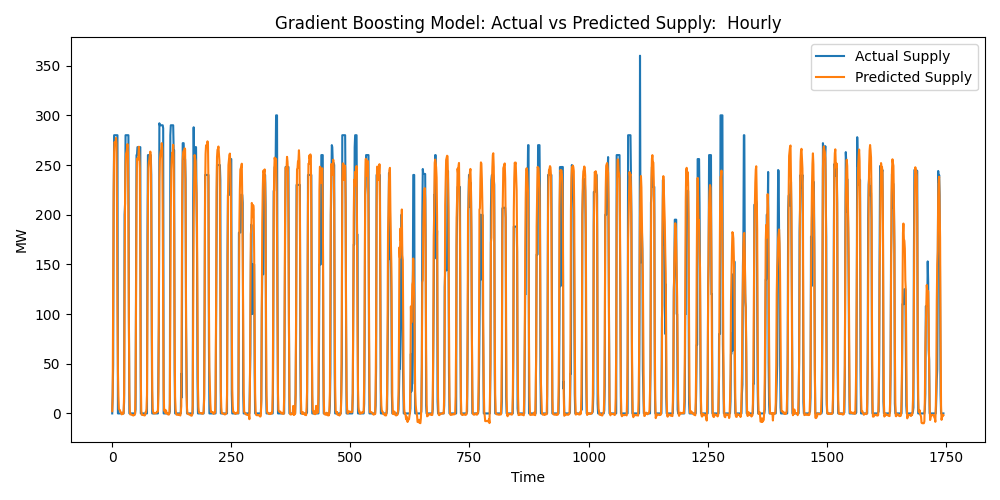 Gradient Boosting Model: Actual vs Predicted Supply:  Hourly
Actual Supply
Predicted Supply
MW
350
300
250
200
150
100
50
0
0 250 500 750 1000 1250 1500 1750
Time